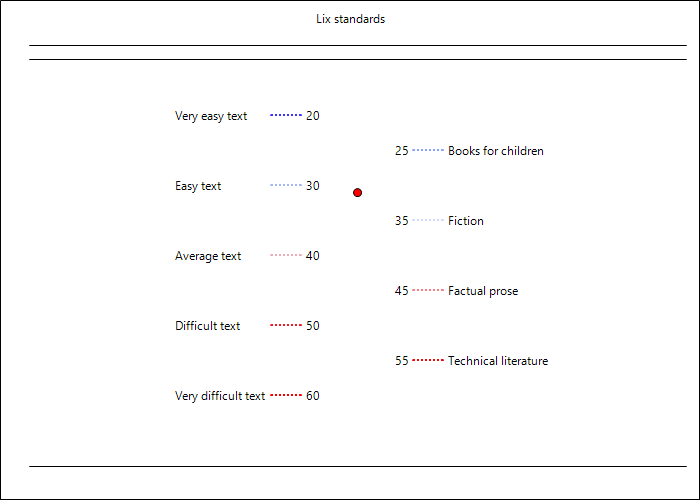 Lix standards
Very easy text 20
25 Books for children
Easy text 30
35 Fiction
Average text 40
45 Factual prose
Difficult text 50
55 Technical literature
Very difficult text 60